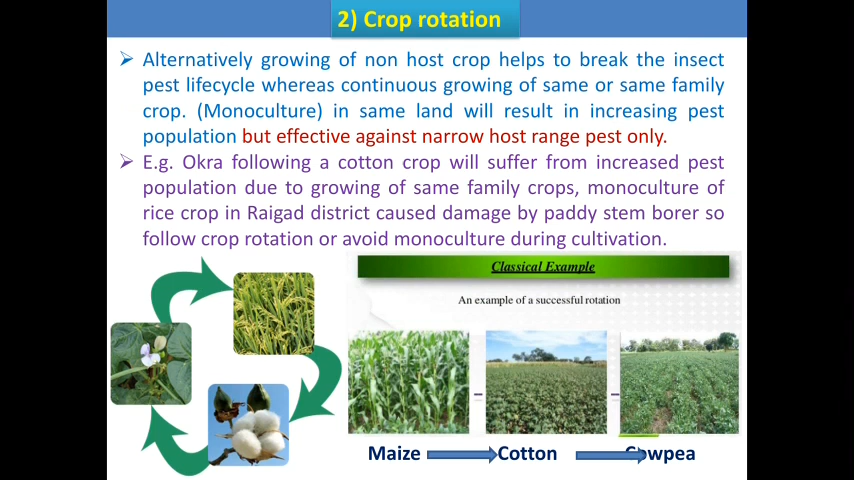 2) Crop rotation
Alternatively growing of non host crop helps to break the insect
pest lifecycle whereas continuous growing of same or same family
crop. (Monoculture) in same land will result in increasing pest
population but effective against narrow host range pest only.
E.g. Okra following a cotton crop will suffer from increased pest
population due to growing of same family crops, monoculture of
rice crop in Raigad district caused damage by paddy stem borer so
follow crop rotation or avoid monoculture during cultivation.
Classical Example
An example of a successful rotation
Maize Cotton Cowpea